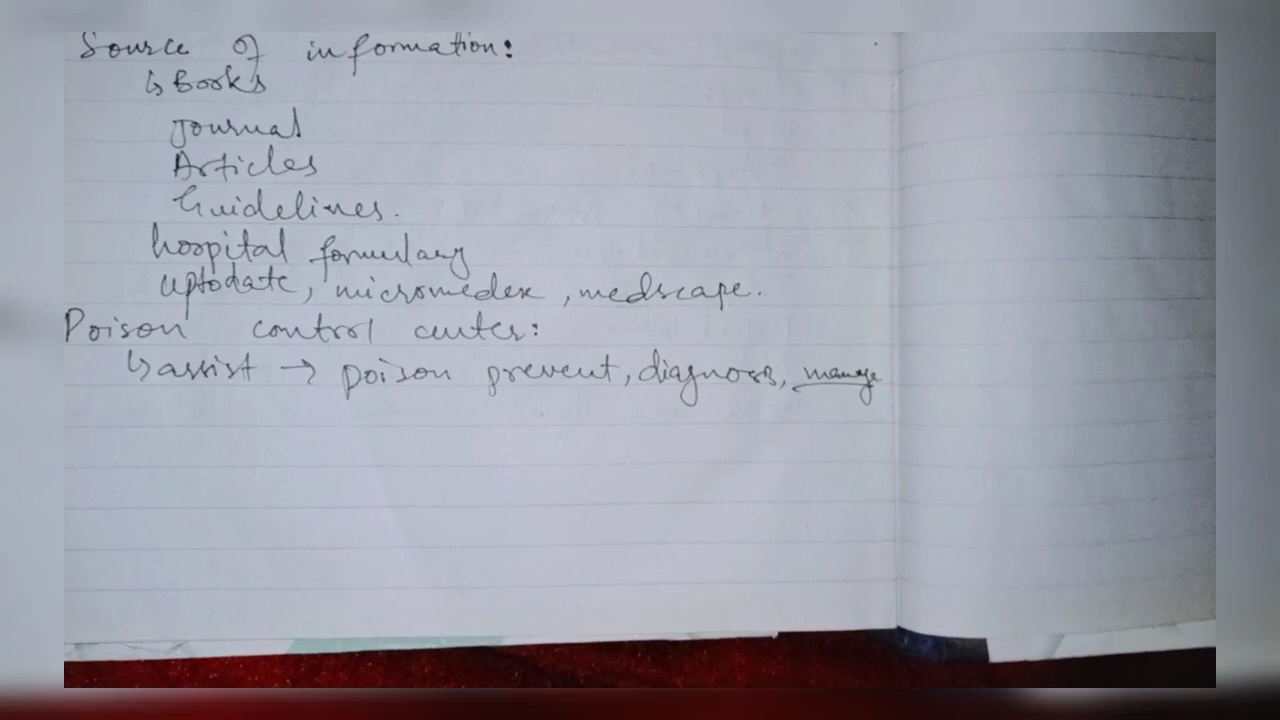 Source of information:
↳ Books
Journal
Articles
Guidelines.
hospital formulary
uptodate, micromedex, medscape.
Poison control center:
↳ assist → poison prevent, diagnosis, manage